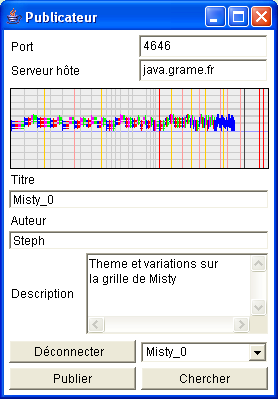 Publicateur
Port
4646
Serveur hôte
java.grame.fr
Titre
Misty_0
Auteur
Steph
Description
Theme et variations sur
la grille de Misty
Déconnecter
Misty_0
Publier
Chercher